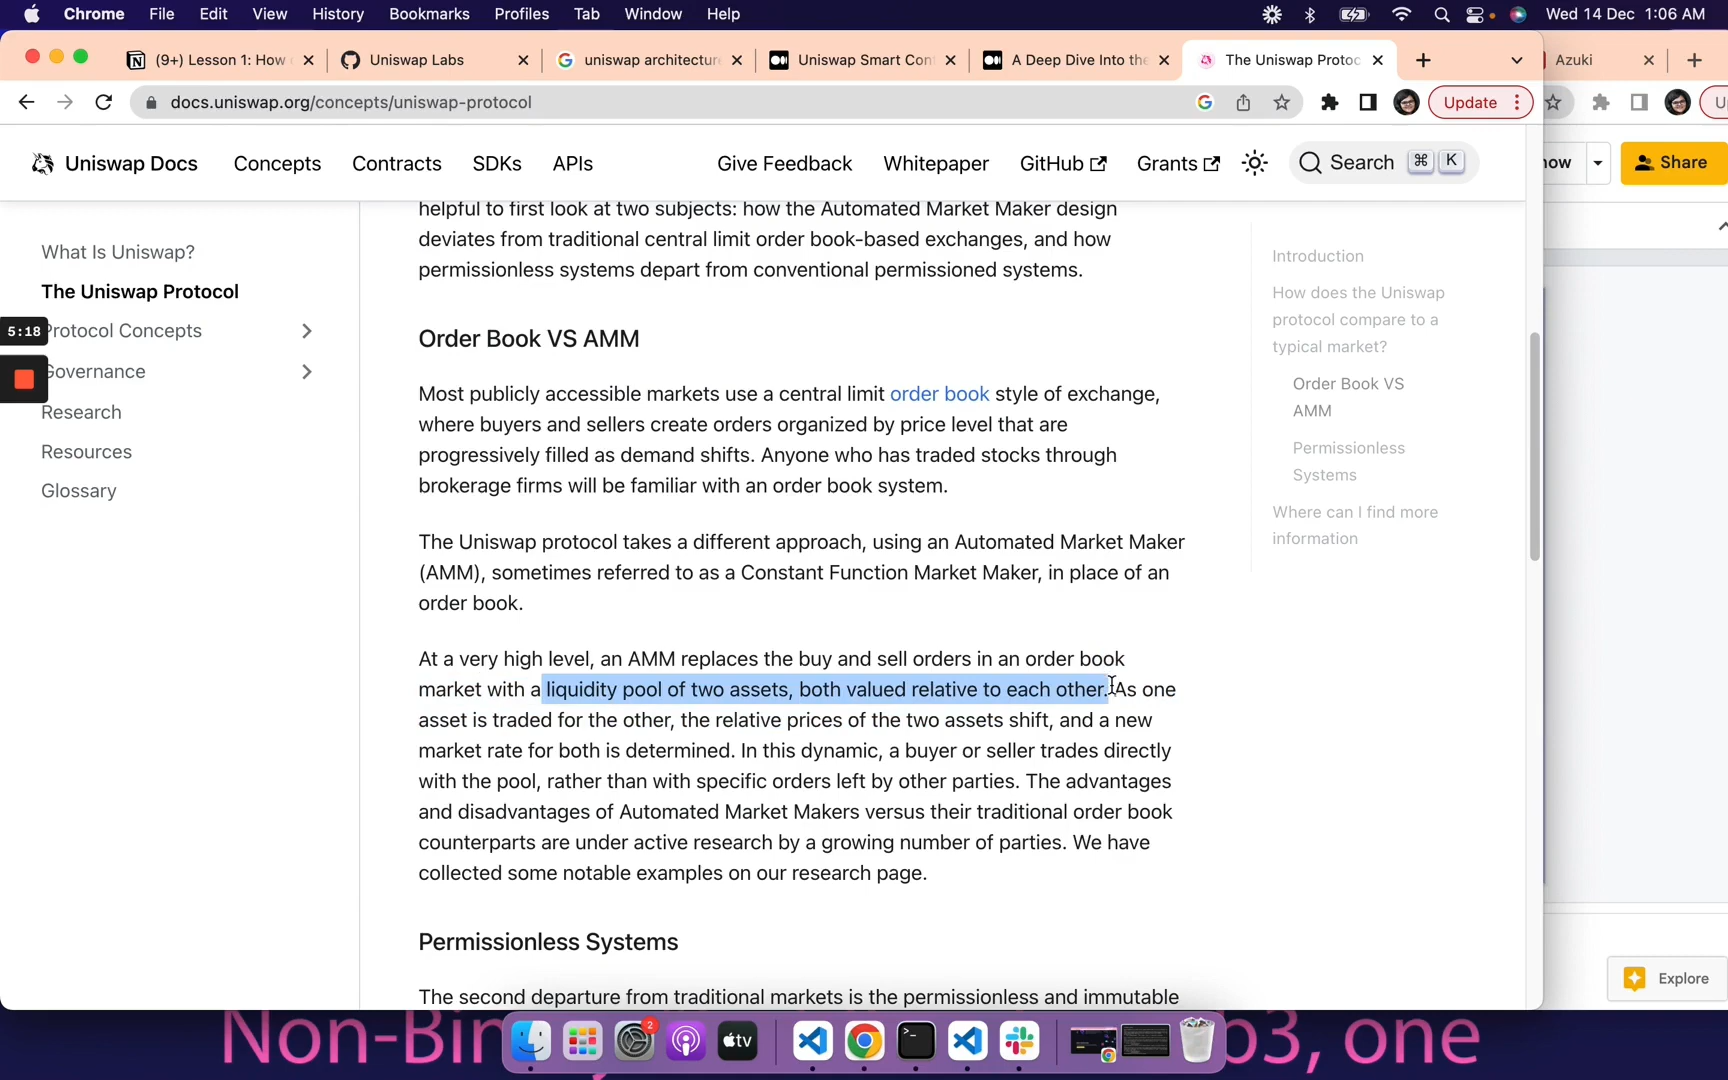 Chrome File Edit View History Bookmarks Profiles Tab Window Help Wed 14 Dec 1:06 AM
(9+) Lesson 1: How Uniswap Labs uniswap architecture Uniswap Smart Con A Deep Dive Into the The Uniswap Protoc Azuki
docs.uniswap.org/concepts/uniswap-protocol Update
Uniswap Docs Concepts Contracts SDKs APIs Give Feedback Whitepaper GitHub Grants Search ⌘ K Share
helpful to first look at two subjects: how the Automated Market Maker design
deviates from traditional central limit order book-based exchanges, and how
permissionless systems depart from conventional permissioned systems.
What Is Uniswap?
The Uniswap Protocol
5:18
Protocol Concepts
Governance
Research
Resources
Glossary
Order Book VS AMM
Most publicly accessible markets use a central limit order book style of exchange,
where buyers and sellers create orders organized by price level that are
progressively filled as demand shifts. Anyone who has traded stocks through
brokerage firms will be familiar with an order book system.
The Uniswap protocol takes a different approach, using an Automated Market Maker
(AMM), sometimes referred to as a Constant Function Market Maker, in place of an
order book.
At a very high level, an AMM replaces the buy and sell orders in an order book
market with a liquidity pool of two assets, both valued relative to each other. As one
asset is traded for the other, the relative prices of the two assets shift, and a new
market rate for both is determined. In this dynamic, a buyer or seller trades directly
with the pool, rather than with specific orders left by other parties. The advantages
and disadvantages of Automated Market Makers versus their traditional order book
counterparts are under active research by a growing number of parties. We have
collected some notable examples on our research page.
Permissionless Systems
The second departure from traditional markets is the permissionless and immutable
Introduction
How does the Uniswap
protocol compare to a
typical market?
Order Book VS
AMM
Permissionless
Systems
Where can I find more
information
Explore
2
tv
Non-Bin b3, one